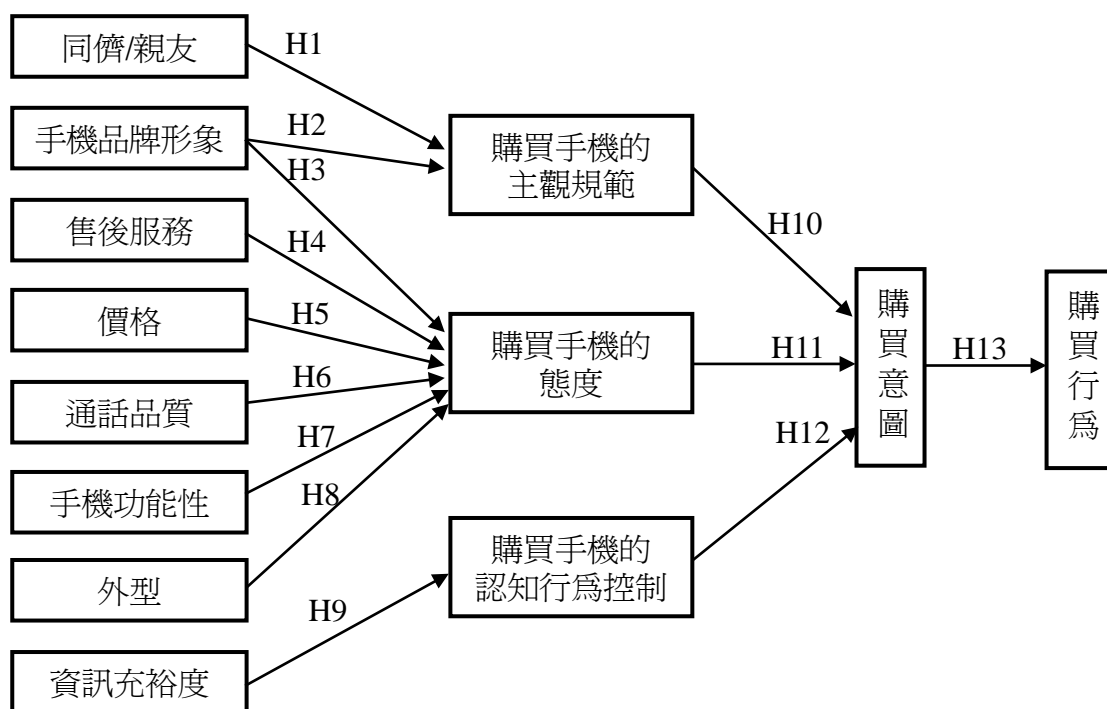 同儕/親友
H1
手機品牌形象
H2
H3
購買手機的
主觀規範
售後服務
H4
H10
價格
H5
購買手機的
態度
H11
購買意圖
H13
購買行為
通話品質
H6
H7
H12
手機功能性
H8
購買手機的
認知行為控制
外型
H9
資訊充裕度